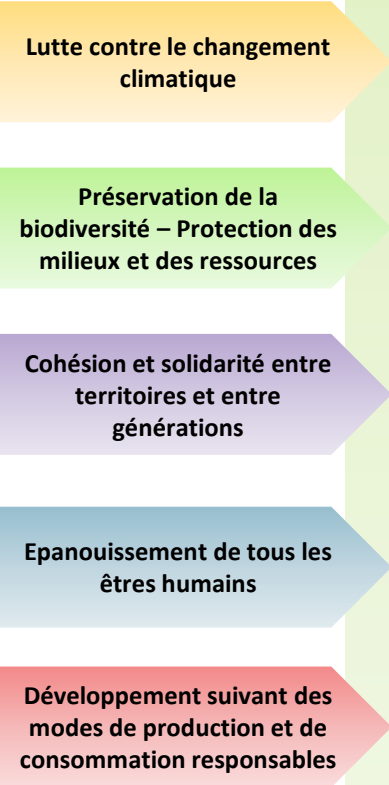 Lutte contre le changement
climatique
Préservation de la
biodiversité – Protection des
milieux et des ressources
Cohésion et solidarité entre
territoires et entre
générations
Epanouissement de tous les
êtres humains
Développement suivant des
modes de production et de
consommation responsables